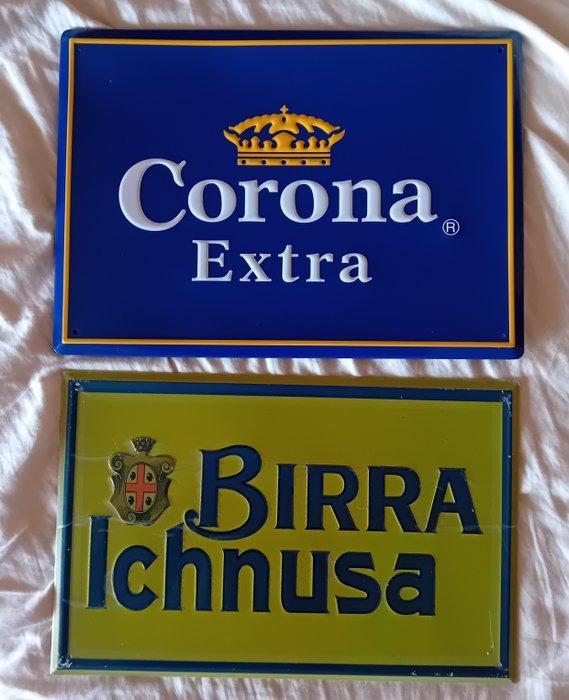 Corona®
Extra
BIRRA
Ichnusa